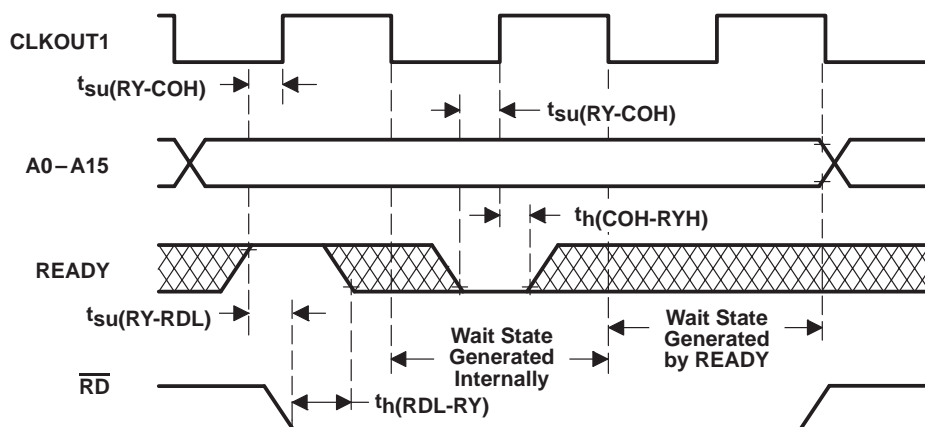 CLKOUT1
tsu(RY-COH)
tsu(RY-COH)
A0–A15
th(COH-RYH)
READY
tsu(RY-RDL)
Wait State
Generated
Internally
Wait State
Generated
by READY
RD
th(RDL-RY)